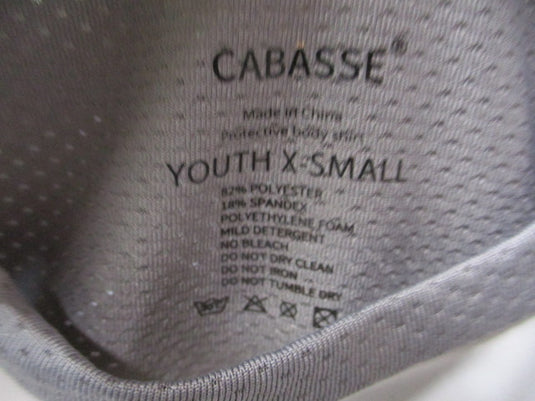 CABASSE®
Made in China
Protective body shirt
YOUTH X-SMALL
82% POLYESTER
18% SPANDEX
POLYETHYLENE FOAM
MILD DETERGENT
NO BLEACH
DO NOT DRY CLEAN
DO NOT IRON
DO NOT TUMBLE DRY